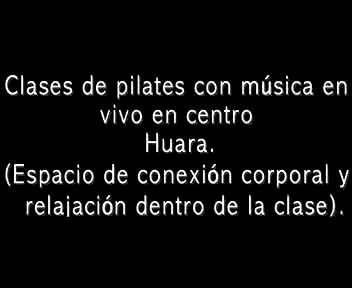 Clases de pilates con música en
vivo en centro
Huara.
(Espacio de conexión corporal y
relajación dentro de la clase).